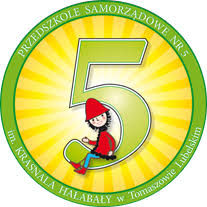 PRZEDSZKOLE SAMORZĄDOWE NR 5
5
im. KRASNALA HAŁABAŁY w Tomaszowie Lubelskim